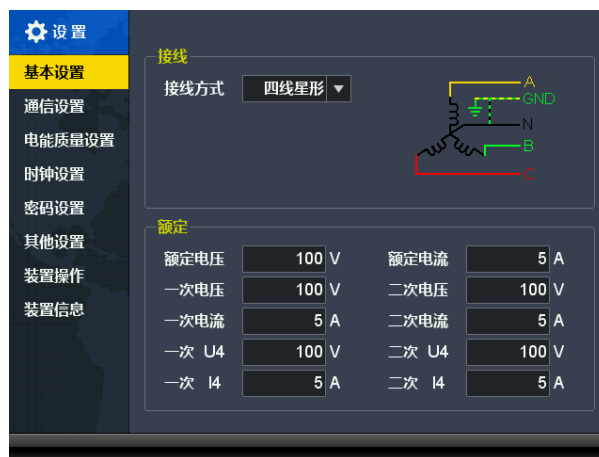 设置
基本设置
通信设置
电能质量设置
时钟设置
密码设置
其他设置
装置操作
装置信息
接线
接线方式 四线星形
A
GND
N
B
C
额定
额定电压 100 V 额定电流 5 A
一次电压 100 V 二次电压 100 V
一次电流 5 A 二次电流 5 A
一次 U4 100 V 二次 U4 100 V
一次 I4 5 A 二次 I4 5 A